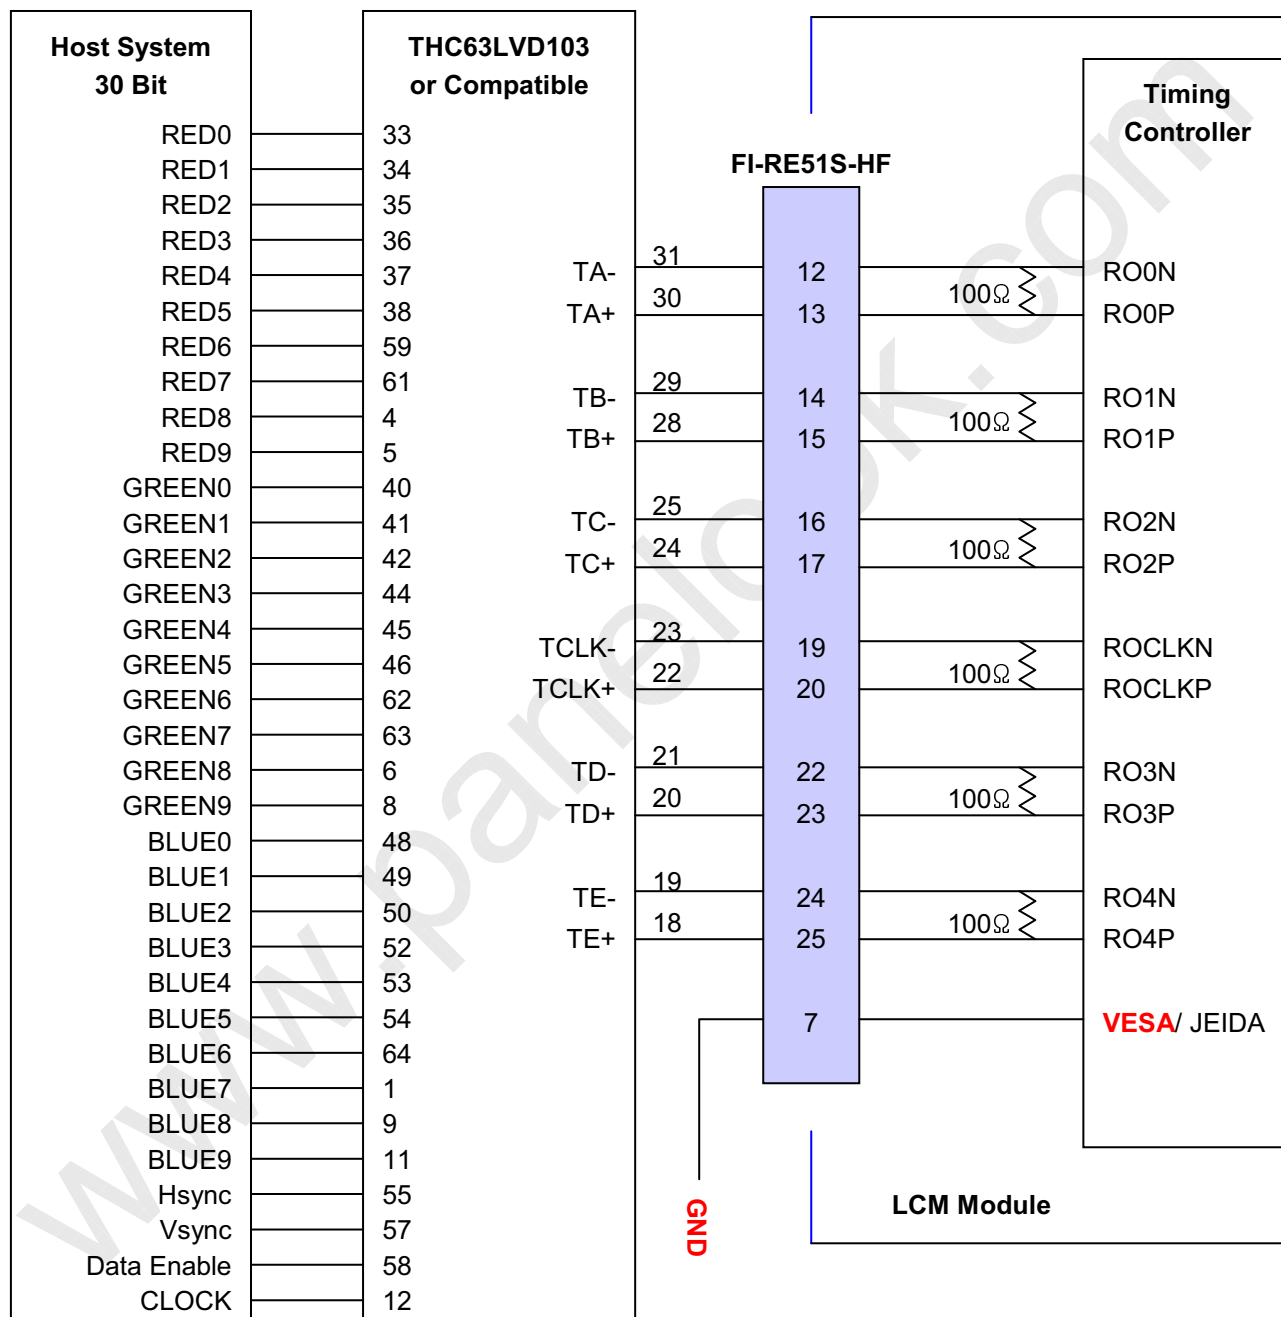 Host System
30 Bit
RED0
RED1
RED2
RED3
RED4
RED5
RED6
RED7
RED8
RED9
GREEN0
GREEN1
GREEN2
GREEN3
GREEN4
GREEN5
GREEN6
GREEN7
GREEN8
GREEN9
BLUE0
BLUE1
BLUE2
BLUE3
BLUE4
BLUE5
BLUE6
BLUE7
BLUE8
BLUE9
Hsync
Vsync
Data Enable
CLOCK
THC63LVD103
or Compatible
33
34
35
36
37
38
59
61
4
5
40
41
42
44
45
46
62
63
6
8
48
49
50
52
53
54
64
1
9
11
55
57
58
12
TA-
TA+
TB-
TB+
TC-
TC+
TCLK-
TCLK+
TD-
TD+
TE-
TE+
31
30
29
28
25
24
23
22
21
20
19
18
FI-RE51S-HF
12
13
14
15
16
17
19
20
22
23
24
25
7
GND
100Ω
100Ω
100Ω
100Ω
100Ω
100Ω
Timing
Controller
RO0N
RO0P
RO1N
RO1P
RO2N
RO2P
ROCLKN
ROCLKP
RO3N
RO3P
RO4N
RO4P
VESA/ JEIDA
LCM Module
www.panelook.com